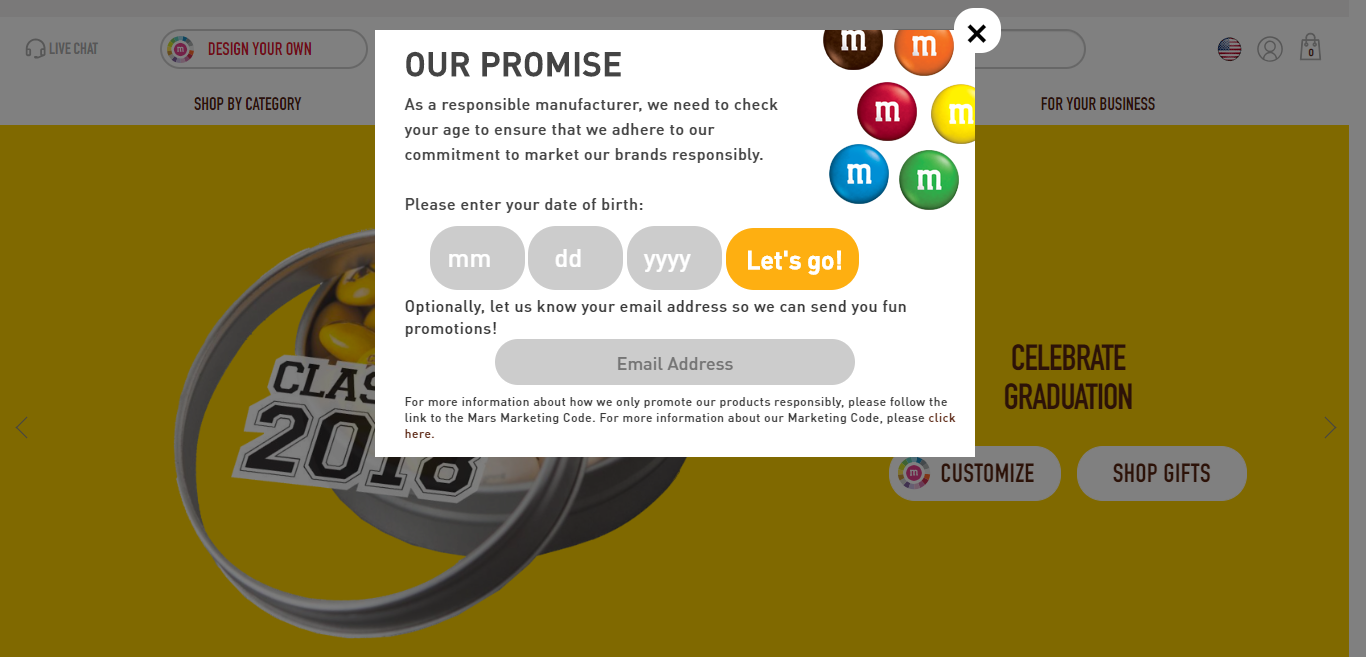 LIVE CHAT
DESIGN YOUR OWN
0
SHOP BY CATEGORY
FOR YOUR BUSINESS
m m
m m
m m
OUR PROMISE
As a responsible manufacturer, we need to check
your age to ensure that we adhere to our
commitment to market our brands responsibly.
Please enter your date of birth:
mm dd yyyy Let's go!
Optionally, let us know your email address so we can send you fun
promotions!
Email Address
For more information about how we only promote our products responsibly, please follow the
link to the Mars Marketing Code. For more information about our Marketing Code, please click
here.
2018
CELEBRATE
GRADUATION
m CUSTOMIZE
SHOP GIFTS